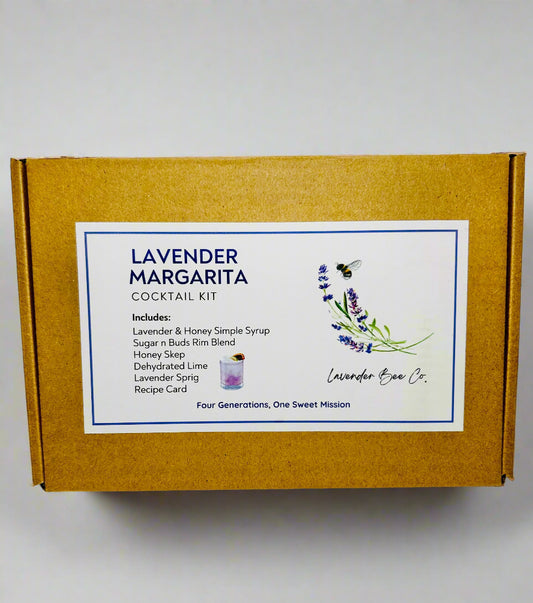 LAVENDER
MARGARITA
COCKTAIL KIT
Includes:
Lavender & Honey Simple Syrup
Sugar n Buds Rim Blend
Honey Skep
Dehydrated Lime
Lavender Sprig
Recipe Card
Lavender Bee Co.
Four Generations, One Sweet Mission